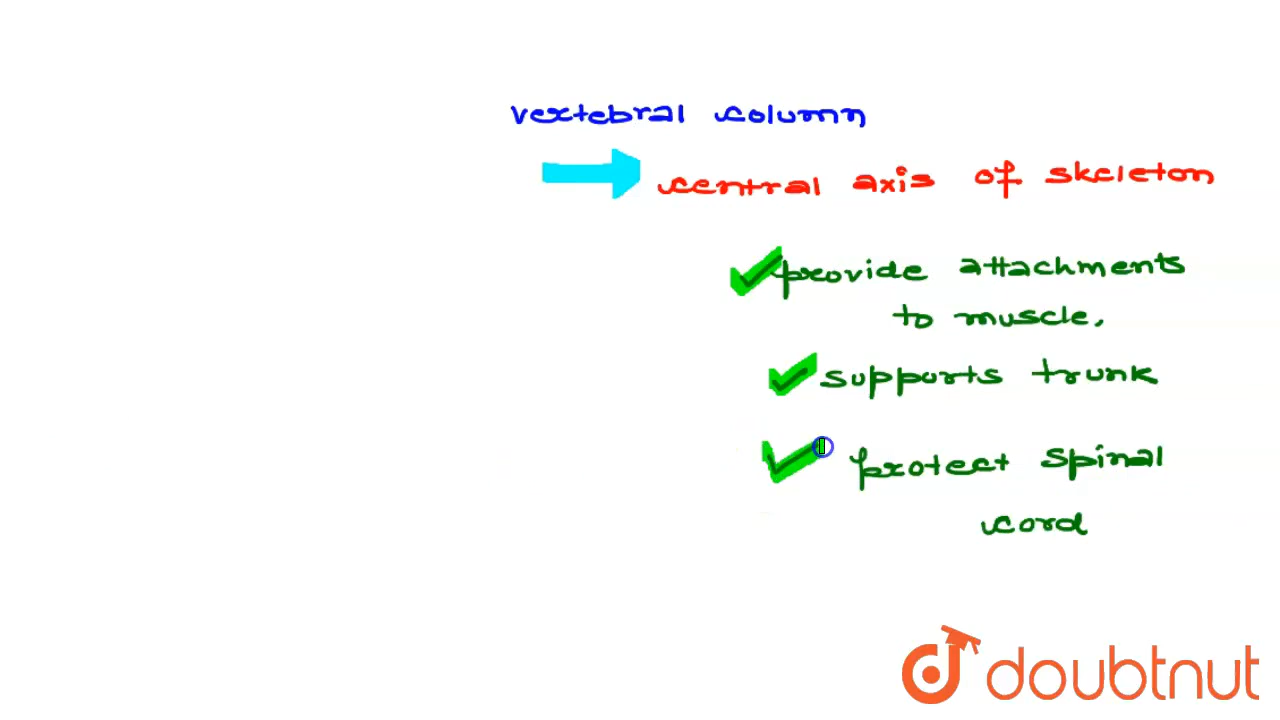 vertebral column
central axis of skeleton
provide attachments
to muscle.
supports trunk
protect spinal
cord
doubtnut